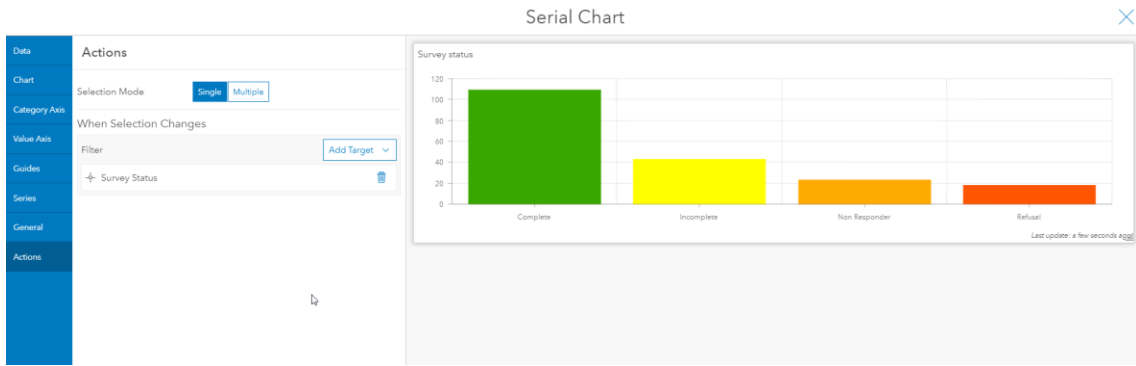 Serial Chart
Data
Chart
Category Axis
Value Axis
Guides
Series
General
Actions
Actions
Selection Mode
Single Multiple
When Selection Changes
Filter
Add Target
Survey Status
Survey status
120
100
80
60
40
20
0
Complete Incomplete Non Responder Refusal
Last update: a few seconds ago